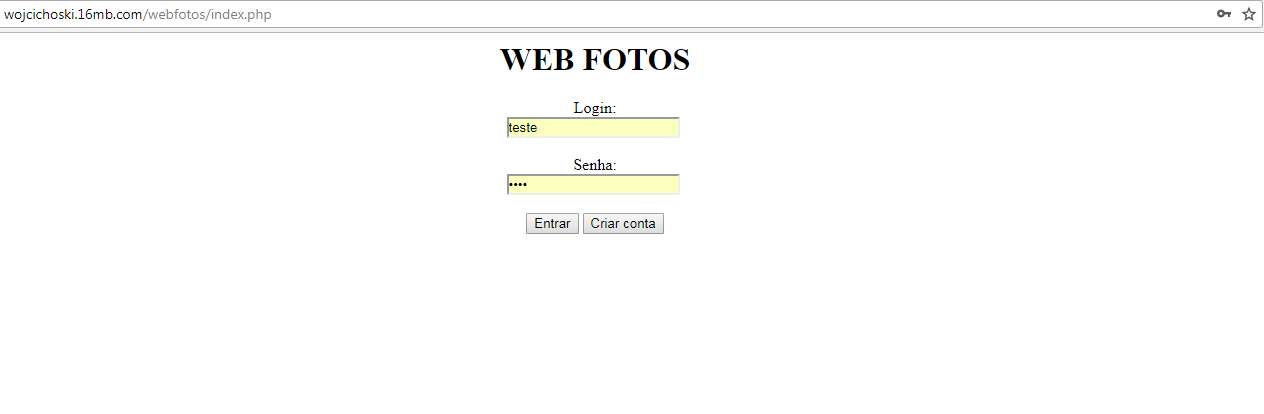 wojcichoski.16mb.com/webfotos/index.php
WEB FOTOS
Login:
teste
Senha:
••••
Entrar Criar conta